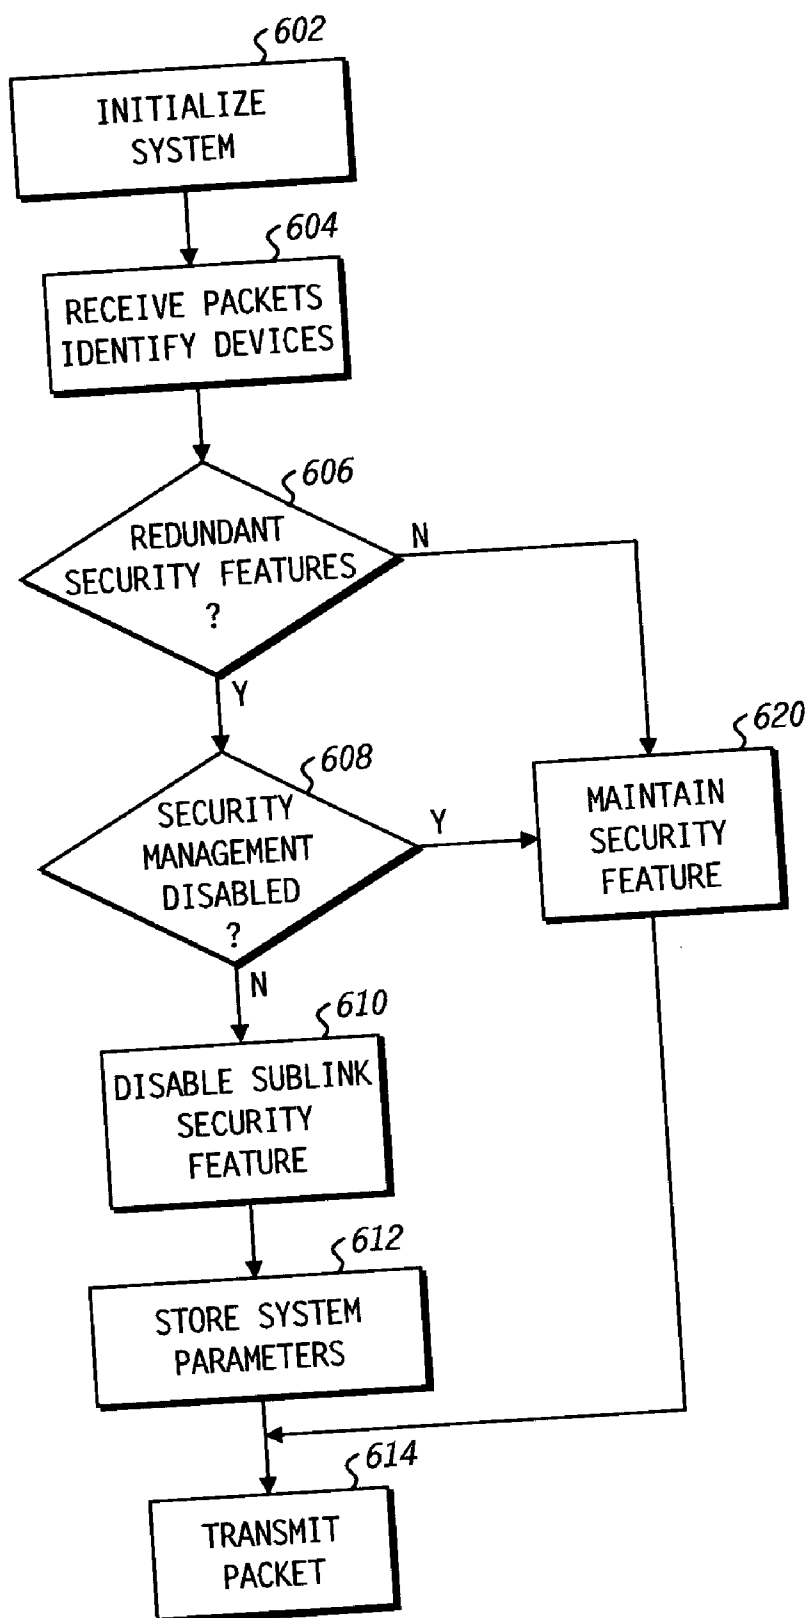 602
INITIALIZE
SYSTEM
604
RECEIVE PACKETS
IDENTIFY DEVICES
606
REDUNDANT
SECURITY FEATURES
?
N
Y
608
SECURITY
MANAGEMENT
DISABLED
?
Y
N
620
MAINTAIN
SECURITY
FEATURE
610
DISABLE SUBLINK
SECURITY
FEATURE
612
STORE SYSTEM
PARAMETERS
614
TRANSMIT
PACKET